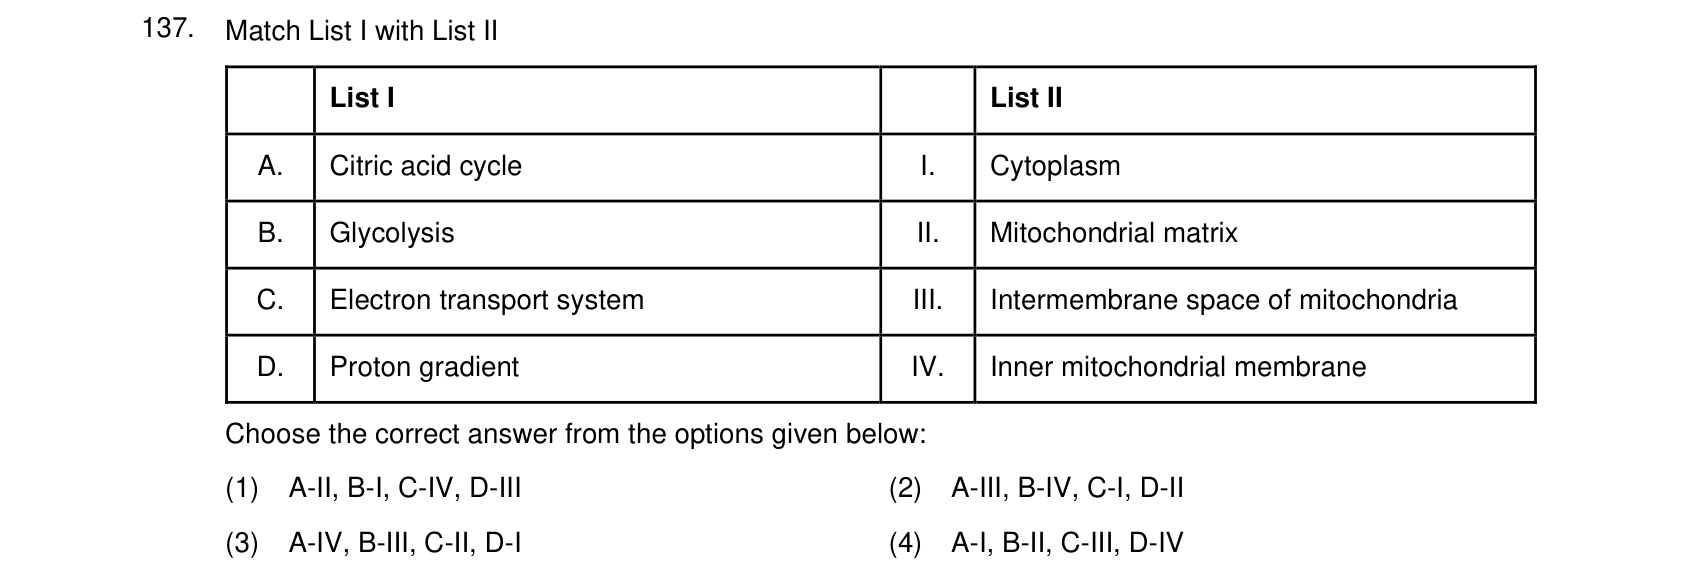 137. Match List I with List II
List I List II
A. Citric acid cycle I. Cytoplasm
B. Glycolysis II. Mitochondrial matrix
C. Electron transport system III. Intermembrane space of mitochondria
D. Proton gradient IV. Inner mitochondrial membrane
Choose the correct answer from the options given below:
(1) A-II, B-I, C-IV, D-III (2) A-III, B-IV, C-I, D-II
(3) A-IV, B-III, C-II, D-I (4) A-I, B-II, C-III, D-IV